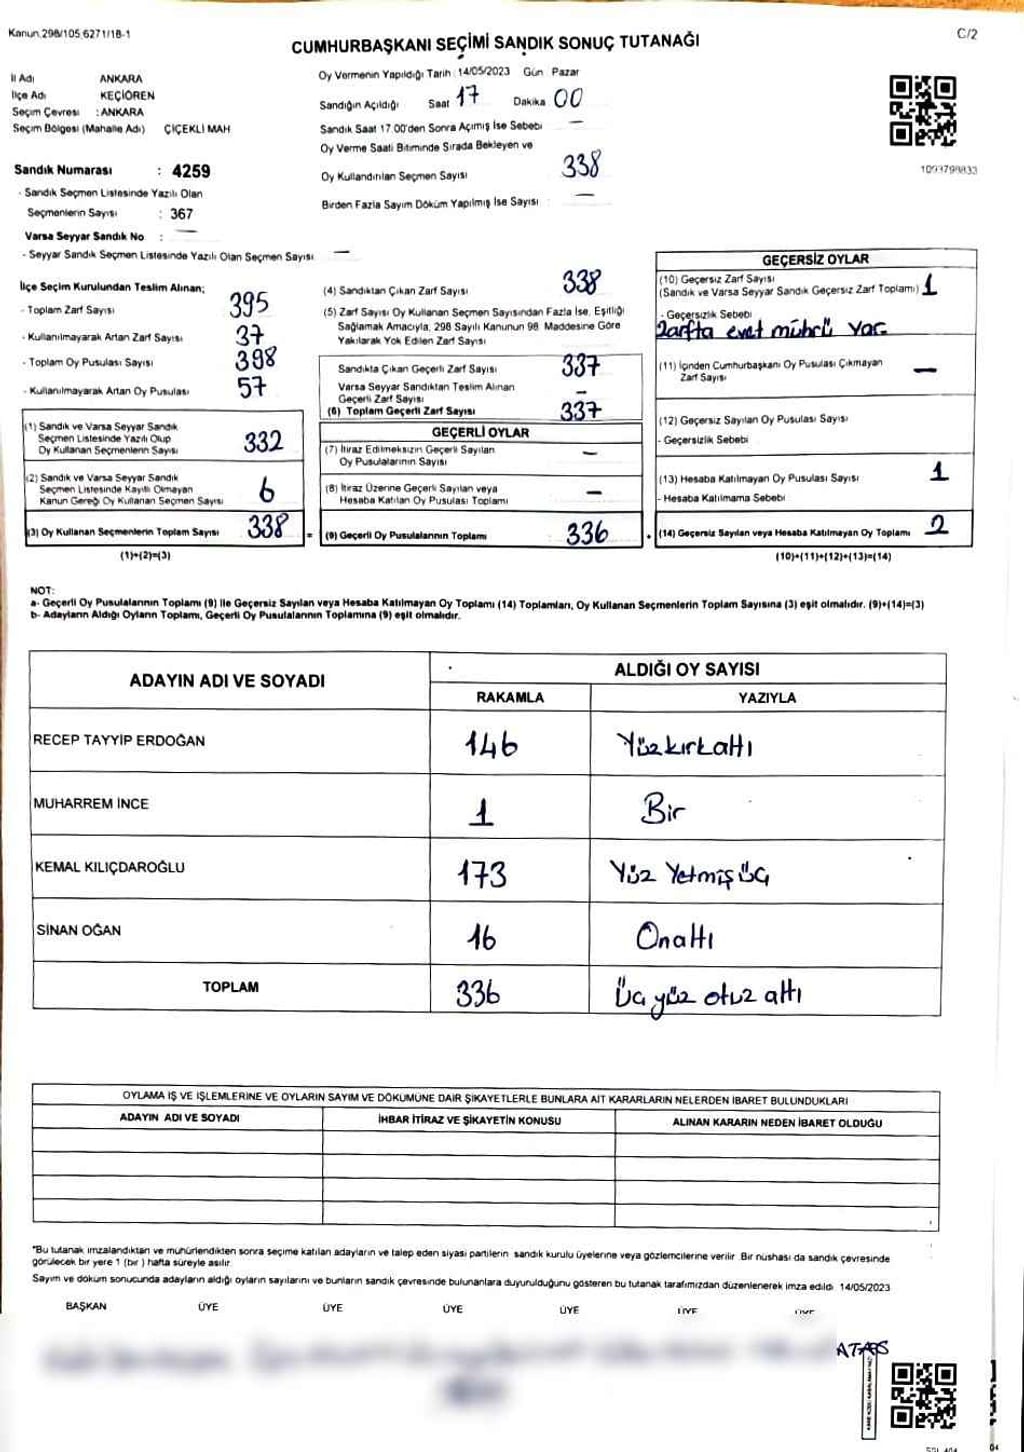 Kanun.298/105,6271/18-1
C/2
CUMHURBAŞKANI SEÇİMİ SANDIK SONUÇ TUTANAĞI
İl Adı ANKARA
İlçe Adı KEÇİÖREN
Seçim Çevresi : ANKARA
Seçim Bölgesi (Mahalle Adı) ÇİÇEKLİ MAH
Oy Vermenin Yapıldığı Tarih :14/05/2023 Gün Pazar
Sandığın Açıldığı Saat 17 Dakika 00
Sandık Saat 17.00'den Sonra Açımış İse Sebebi —
Oy Verme Saati Bitiminde Sırada Bekleyen ve
Oy Kullandırılan Seçmen Sayısı 338
Birden Fazla Sayım Döküm Yapılmış İse Sayısı : —
1093798833
Sandık Numarası : 4259
- Sandık Seçmen Listesinde Yazılı Olan
Seçmenlerin Sayısı : 367
Varsa Seyyar Sandık No : —
- Seyyar Sandık Seçmen Listesinde Yazılı Olan Seçmen Sayısı —
İlçe Seçim Kurulundan Teslim Alınan;
- Toplam Zarf Sayısı 395
- Kullanılmayarak Artan Zarf Sayısı 37
- Toplam Oy Pusulası Sayısı 398
- Kullanılmayarak Artan Oy Pusulası 57
(1) Sandık ve Varsa Seyyar Sandık
Seçmen Listesinde Yazılı Olup
Oy Kullanan Seçmenlerin Sayısı 332
(2) Sandık ve Varsa Seyyar Sandık
Seçmen Listesinde Kayıtlı Olmayan
Kanun Gereği Oy Kullanan Seçmen Sayısı 6
(3) Oy Kullanan Seçmenlerin Toplam Sayısı 338 =
(1)+(2)=(3)
(4) Sandıktan Çıkan Zarf Sayısı 338
(5) Zarf Sayısı Oy Kullanan Seçmen Sayısından Fazla İse, Eşitliği
Sağlamak Amacıyla, 298 Sayılı Kanunun 98. Maddesine Göre
Yakılarak Yok Edilen Zarf Sayısı
Sandıkta Çıkan Geçerli Zarf Sayısı 337
Varsa Seyyar Sandıktan Teslim Alınan
Geçerli Zarf Sayısı —
(6) Toplam Geçerli Zarf Sayısı 337
GEÇERLİ OYLAR
(7) İtiraz Edilmeksizin Geçerli Sayılan
Oy Pusulalarının Sayısı —
(8) İtiraz Üzerine Geçerli Sayılan veya
Hesaba Katılan Oy Pusulası Toplamı —
(9) Geçerli Oy Pusulalarının Toplamı 336 +
GEÇERSİZ OYLAR
(10) Geçersiz Zarf Sayısı
(Sandık ve Varsa Seyyar Sandık Geçersiz Zarf Toplamı) 1
- Geçersizlik Sebebi
Zarfta evet mührü var
(11) İçinden Cumhurbaşkanı Oy Pusulası Çıkmayan
Zarf Sayısı —
(12) Geçersiz Sayılan Oy Pusulası Sayısı
- Geçersizlik Sebebi
(13) Hesaba Katılmayan Oy Pusulası Sayısı 1
- Hesaba Katılmama Sebebi
(14) Geçersiz Sayılan veya Hesaba Katılmayan Oy Toplamı 2
(10)+(11)+(12)+(13)=(14)
NOT:
a- Geçerli Oy Pusulalarının Toplamı (9) ile Geçersiz Sayılan veya Hesaba Katılmayan Oy Toplamı (14) Toplamları, Oy Kullanan Seçmenlerin Toplam Sayısına (3) eşit olmalıdır. (9)+(14)=(3)
b- Adayların Aldığı Oyların Toplamı, Geçerli Oy Pusulalarının Toplamına (9) eşit olmalıdır.
ADAYIN ADI VE SOYADI ALDIĞI OY SAYISI
RAKAMLA YAZIYLA
RECEP TAYYİP ERDOĞAN 146 Yüzkırkaltı
MUHARREM İNCE 1 Bir
KEMAL KILIÇDAROĞLU 173 Yüz Yetmiş üç
SİNAN OĞAN 16 Onaltı
TOPLAM 336 Üç yüz otuz altı
OYLAMA İŞ VE İŞLEMLERİNE VE OYLARIN SAYIM VE DÖKÜMÜNE DAİR ŞİKAYETLERLE BUNLARA AİT KARARLARIN NELERDEN İBARET BULUNDUKLARI
ADAYIN ADI VE SOYADI İHBAR İTİRAZ VE ŞİKAYETİN KONUSU ALINAN KARARIN NEDEN İBARET OLDUĞU
"Bu tutanak imzalandıktan ve mühürlendikten sonra seçime katılan adayların ve talep eden siyasi partilerin sandık kurulu üyelerine veya gözlemcilerine verilir. Bir nüshası da sandık çevresinde
görülecek bir yere 1 (bir) hafta süreyle asılır.
Sayım ve döküm sonucunda adayların aldığı oyların sayılarını ve bunların sandık çevresinde bulunanlara duyurulduğunu gösteren bu tutanak tarafımızdan düzenlenerek imza edildi. 14/05/2023
BAŞKAN ÜYE ÜYE ÜYE ÜYE ÜYE ÜYE